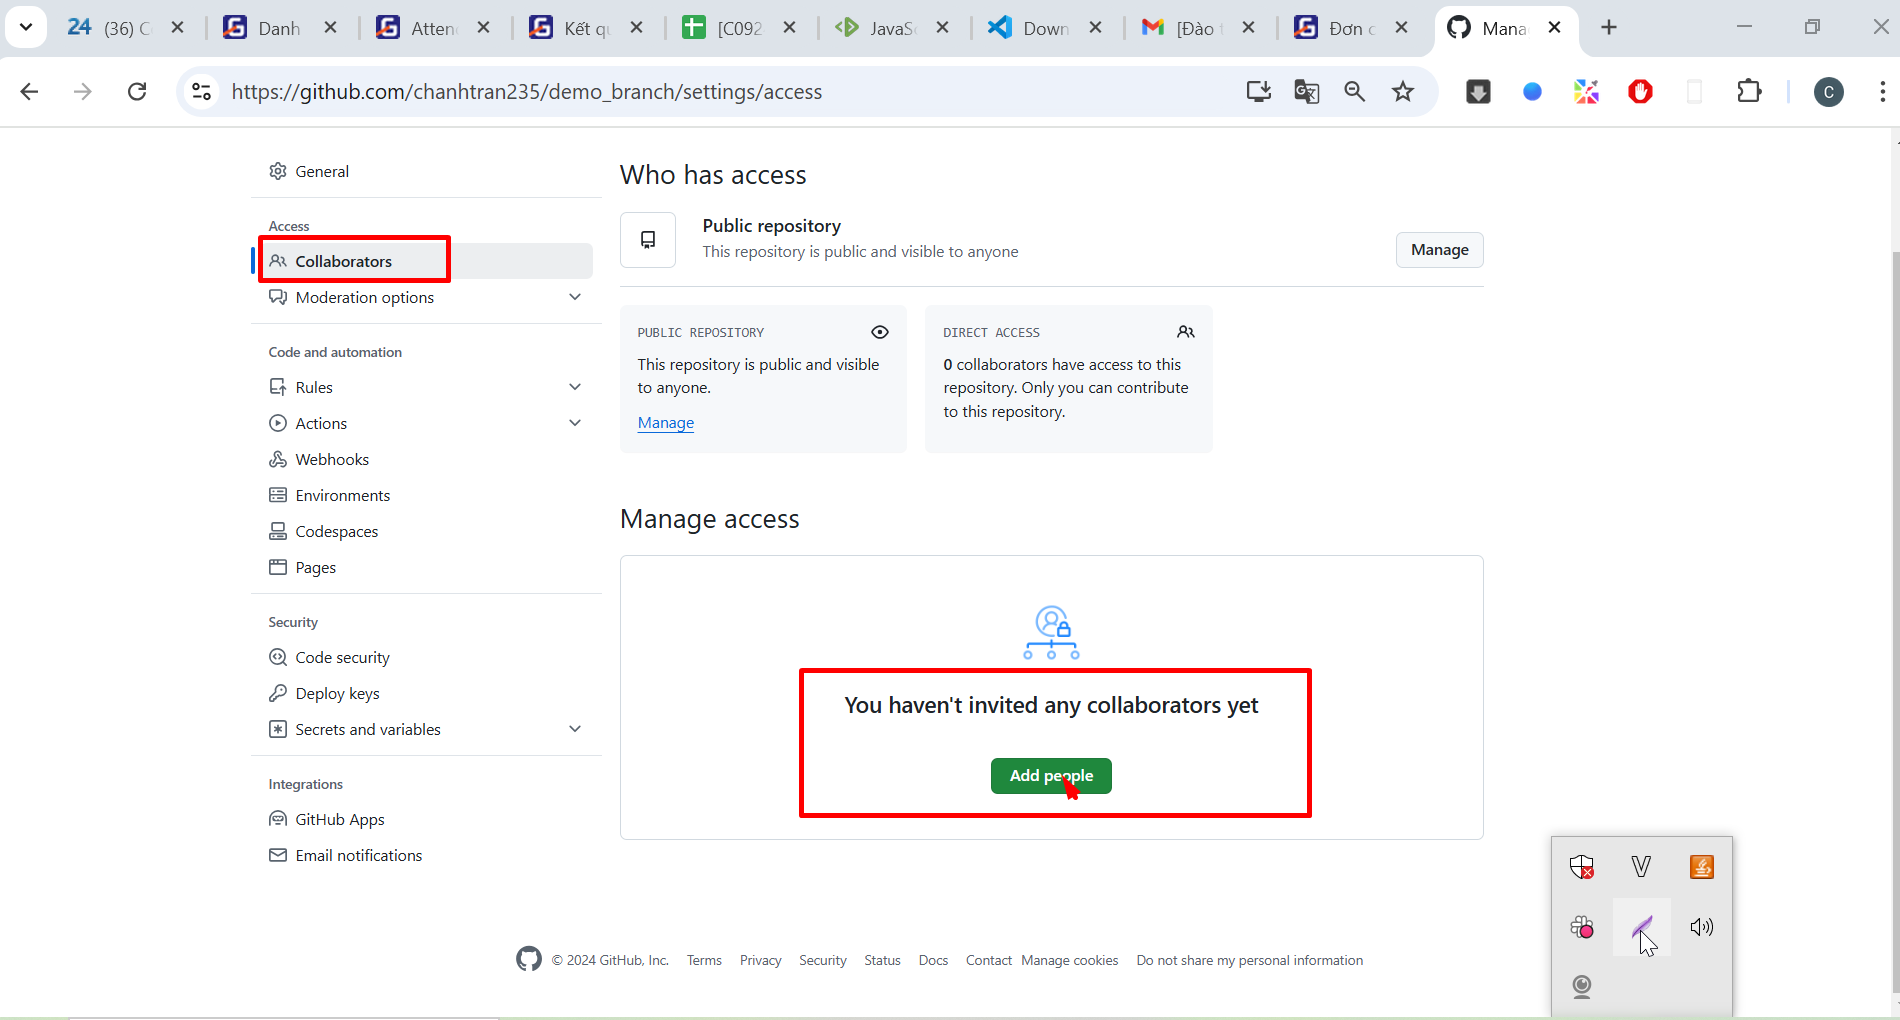 24 (36) C
Danh
Atten
Kết qu
[C092
JavaSc
Down
[Đào t
Đơn c
Mana
https://github.com/chanhtran235/demo_branch/settings/access
C
General
Access
Collaborators
Moderation options
Code and automation
Rules
Actions
Webhooks
Environments
Codespaces
Pages
Security
Code security
Deploy keys
Secrets and variables
Integrations
GitHub Apps
Email notifications
Who has access
Public repository
This repository is public and visible to anyone
Manage
PUBLIC REPOSITORY
This repository is public and visible
to anyone.
Manage
DIRECT ACCESS
0 collaborators have access to this
repository. Only you can contribute
to this repository.
Manage access
You haven't invited any collaborators yet
Add people
© 2024 GitHub, Inc. Terms Privacy Security Status Docs Contact Manage cookies Do not share my personal information